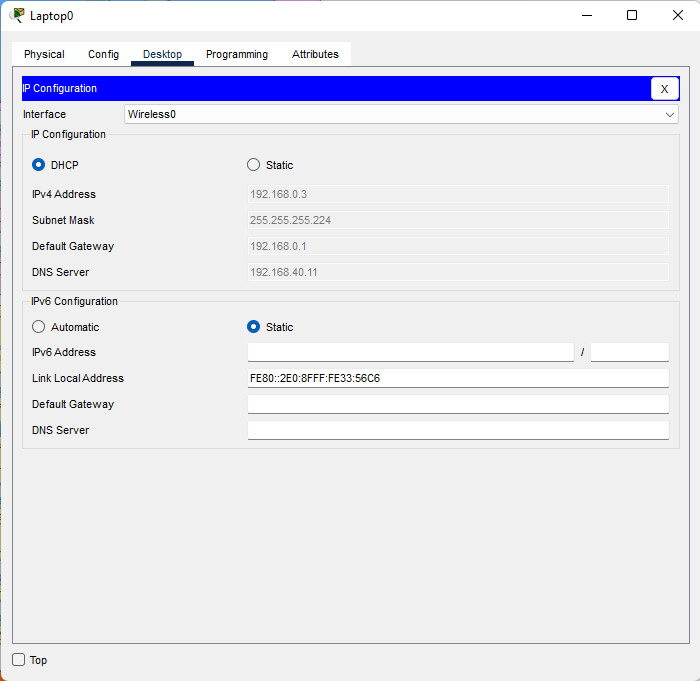 Laptop0
Physical Config Desktop Programming Attributes
IP Configuration X
Interface Wireless0
IP Configuration
DHCP Static
IPv4 Address 192.168.0.3
Subnet Mask 255.255.255.224
Default Gateway 192.168.0.1
DNS Server 192.168.40.11
IPv6 Configuration
Automatic Static
IPv6 Address /
Link Local Address FE80::2E0:8FFF:FE33:56C6
Default Gateway
DNS Server
Top